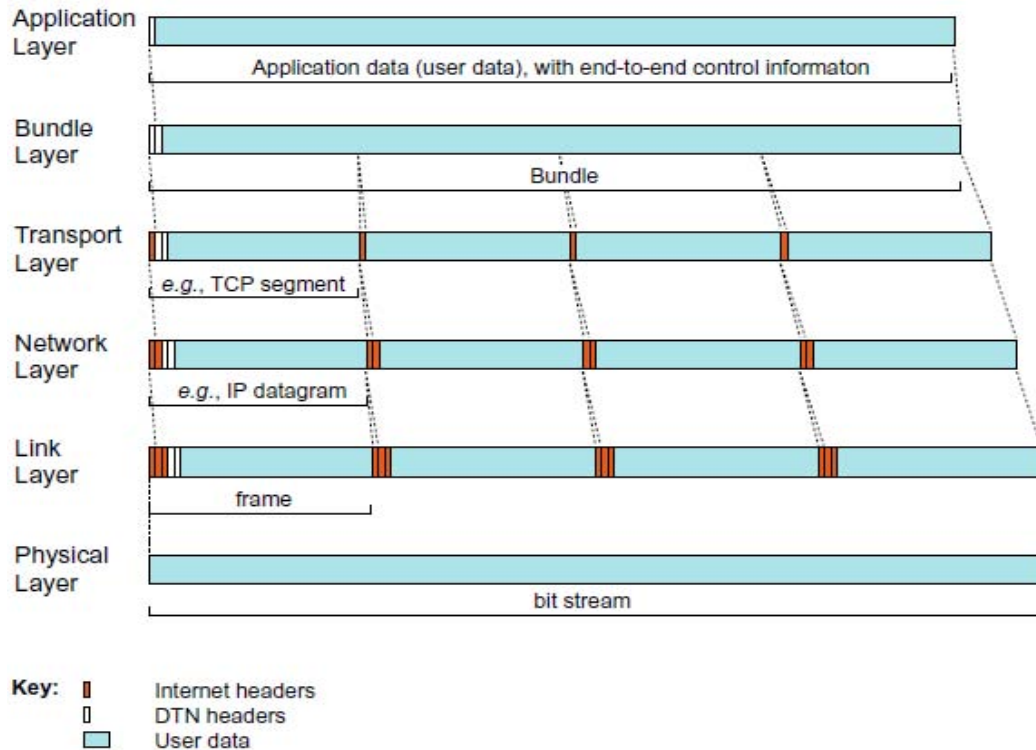 Application
Layer
Application data (user data), with end-to-end control informaton
Bundle
Layer
Bundle
Transport
Layer
e.g., TCP segment
Network
Layer
e.g., IP datagram
Link
Layer
frame
Physical
Layer
bit stream
Key:
Internet headers
DTN headers
User data